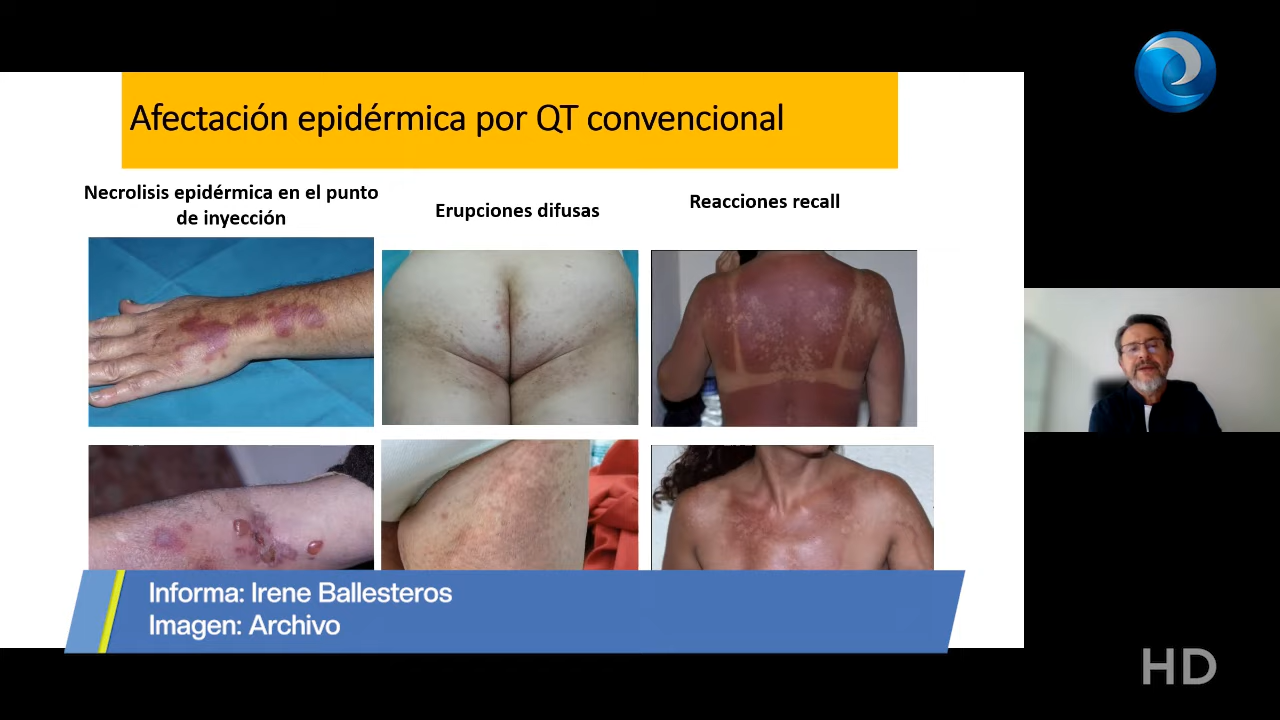 Afectación epidérmica por QT convencional
Necrolisis epidérmica en el punto
de inyección
Erupciones difusas
Reacciones recall
Informa: Irene Ballesteros
Imagen: Archivo
HD